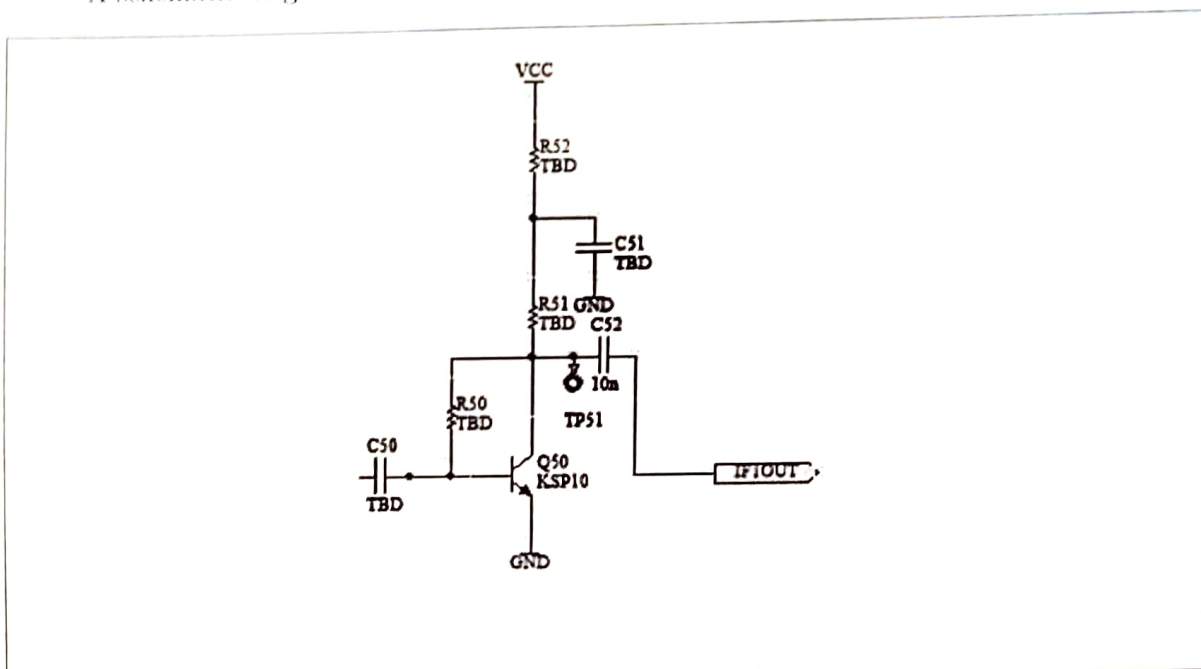 VCC
R52
TBD
C51
TBD
R51 GND
TBD C52
10n
R50
TBD
TP51
C50
TBD
Q50
KSP10
IF1OUT
GND